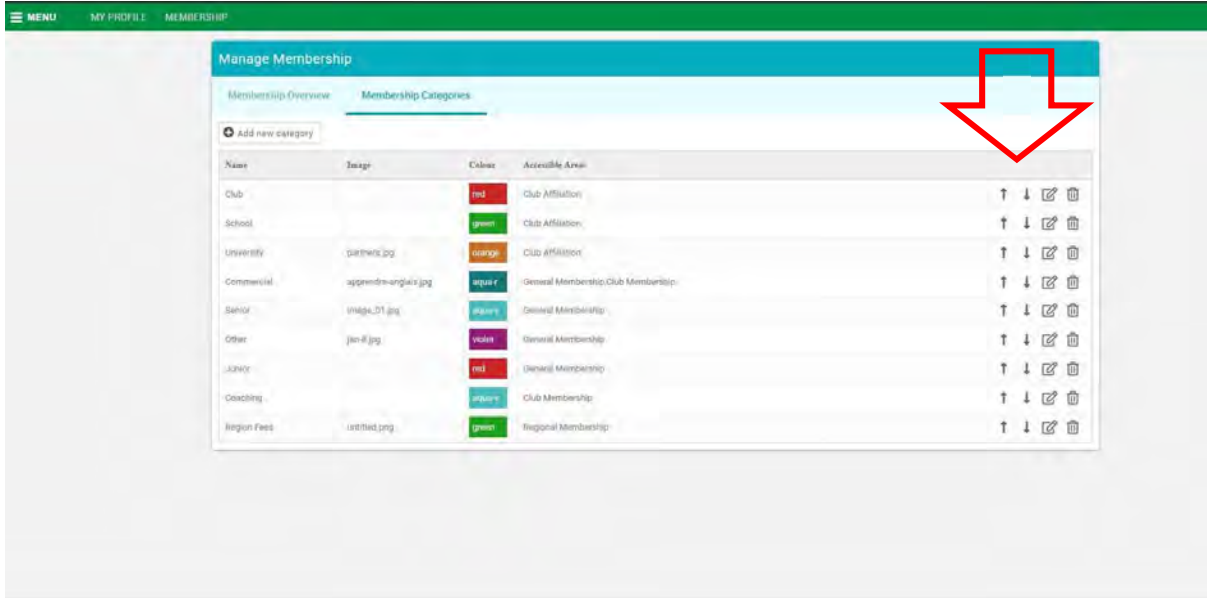 MENU MY PROFILE MEMBERSHIP
Manage Membership
Membership Overview Membership Categories
Add new category
Name Image Colour Accessible Areas
Club red Club Affiliation
School green Club Affiliation
University partners.jpg orange Club Affiliation
Commercial apprendre-anglais.jpg aqua-r General Membership,Club Membership
Senior image_01.jpg General Membership
Other violet General Membership
Junior red General Membership
Coaching Club Membership
Region Fees untitled.png green Regional Membership